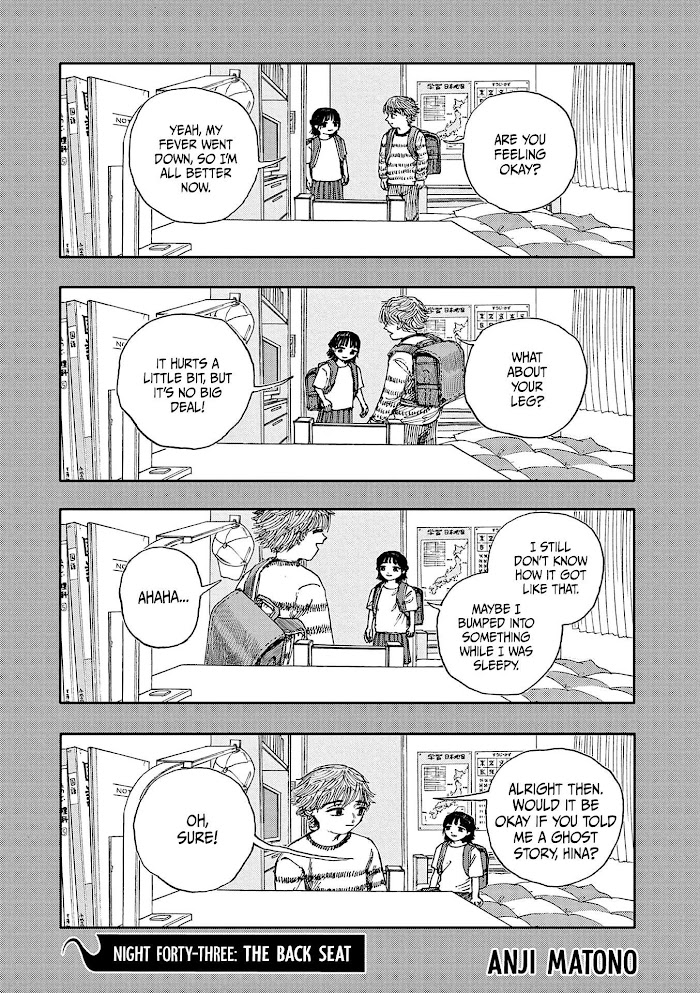 ARE YOU
FEELING
OKAY?
YEAH, MY
FEVER WENT
DOWN, SO I'M
ALL BETTER
NOW.
WHAT
ABOUT
YOUR
LEG?
IT HURTS A
LITTLE BIT, BUT
IT'S NO BIG
DEAL!
I STILL
DON'T KNOW
HOW IT GOT
LIKE THAT.
MAYBE I
BUMPED INTO
SOMETHING
WHILE I WAS
SLEEPY.
AHAHA...
ALRIGHT THEN.
WOULD IT BE
OKAY IF YOU TOLD
ME A GHOST
STORY, HINA?
OH,
SURE!
NIGHT FORTY-THREE: THE BACK SEAT
ANJI MATONO